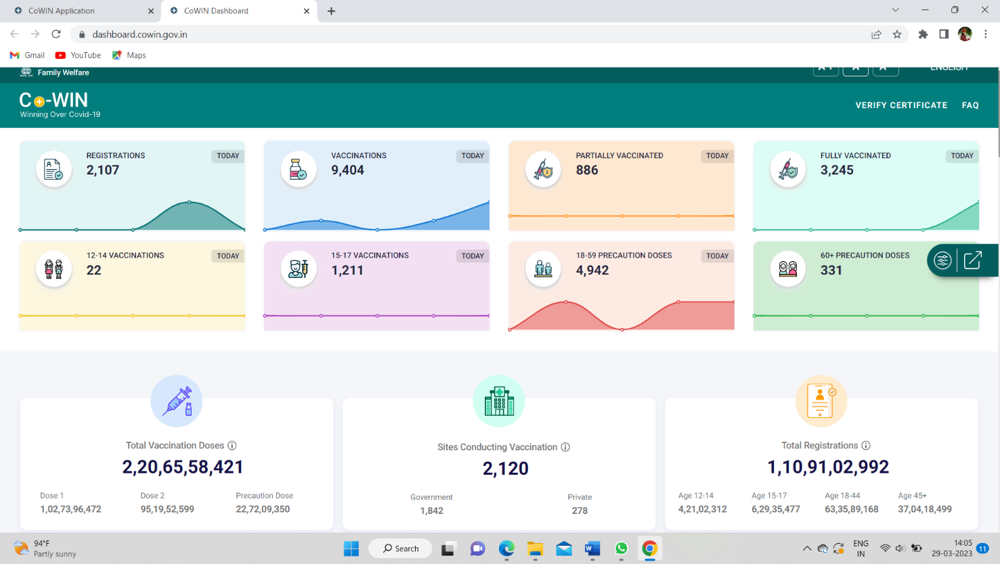 CoWIN Application
CoWIN Dashboard
dashboard.cowin.gov.in
Gmail
YouTube
Maps
Family Welfare
A+
A
A-
ENGLISH
Co-WIN
Winning Over Covid-19
VERIFY CERTIFICATE
FAQ
REGISTRATIONS
2,107
TODAY
VACCINATIONS
9,404
TODAY
PARTIALLY VACCINATED
886
TODAY
FULLY VACCINATED
3,245
TODAY
12-14 VACCINATIONS
22
TODAY
15-17 VACCINATIONS
1,211
TODAY
18-59 PRECAUTION DOSES
4,942
TODAY
60+ PRECAUTION DOSES
331
Total Vaccination Doses
2,20,65,58,421
Dose 1
1,02,73,96,472
Dose 2
95,19,52,599
Precaution Dose
22,72,09,350
Sites Conducting Vaccination
2,120
Government
1,842
Private
278
Total Registrations
1,10,91,02,992
Age 12-14
4,21,02,312
Age 15-17
6,29,35,477
Age 18-44
63,35,89,168
Age 45+
37,04,18,499
94°F
Partly sunny
Search
ENG
IN
14:05
29-03-2023
11